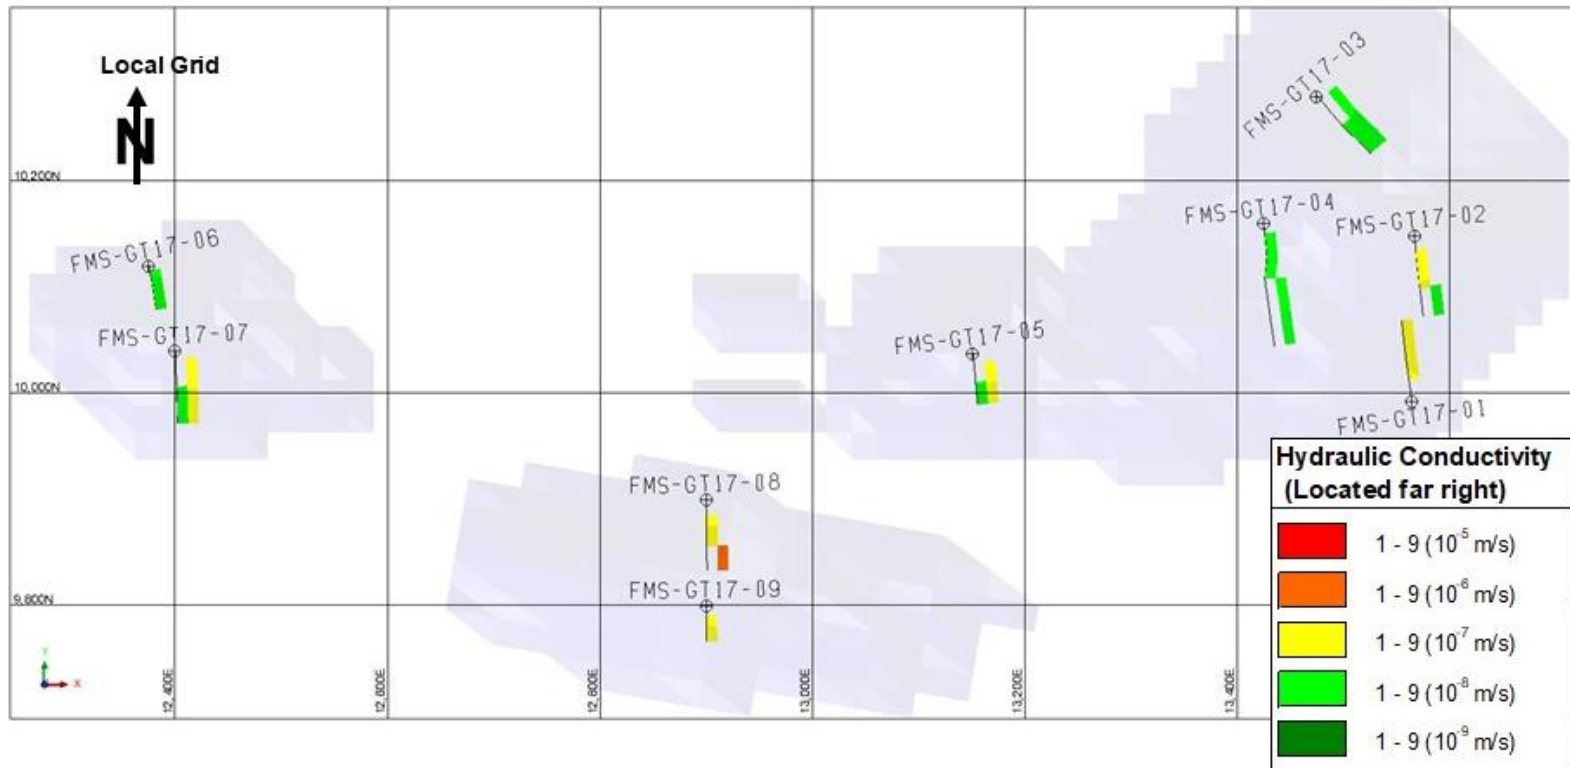 Local Grid
N
FMS-GT17-03
10,200N
FMS-GT17-04
FMS-GT17-02
FMS-GT17-06
FMS-GT17-07
FMS-GT17-05
10,000N
FMS-GT17-01
FMS-GT17-08
FMS-GT17-09
9,800N
Y
X
12,400E
12,600E
12,800E
13,000E
13,200E
13,400E
Hydraulic Conductivity
(Located far right)
1 - 9 (10⁻⁵ m/s)
1 - 9 (10⁻⁶ m/s)
1 - 9 (10⁻⁷ m/s)
1 - 9 (10⁻⁸ m/s)
1 - 9 (10⁻⁹ m/s)